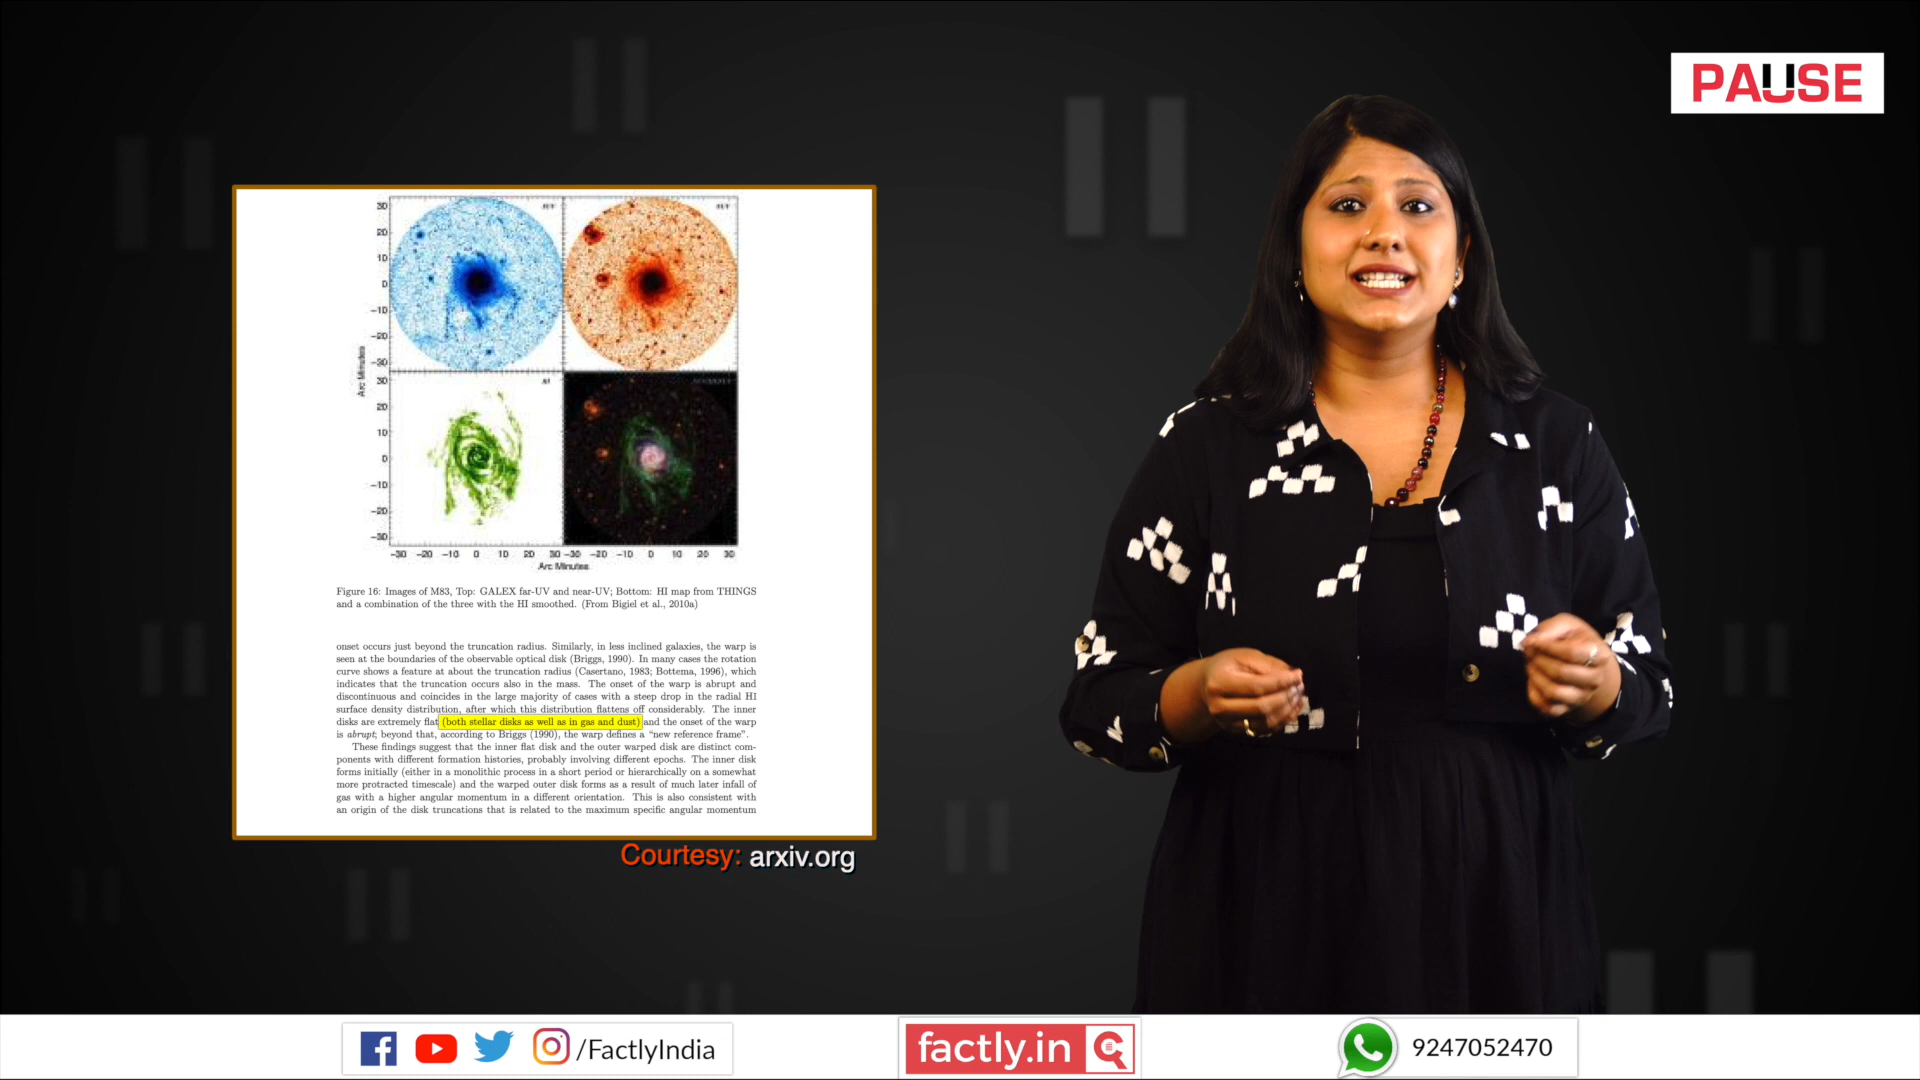 PAUSE
30
20
10
0
-10
-20
-30
30
20
10
0
-10
-20
-30
Arc Minutes
-30 -20 -10 0 10 20 30 -30 -20 -10 0 10 20 30
Arc Minutes
Figure 16: Images of M83, Top: GALEX far-UV and near-UV; Bottom: HI map from THINGS
and a combination of the three with the HI smoothed. (From Bigiel et al., 2010a)
onset occurs just beyond the truncation radius. Similarly, in less inclined galaxies, the warp is
seen at the boundaries of the observable optical disk (Briggs, 1990). In many cases the rotation
curve shows a feature at about the truncation radius (Casertano, 1983; Bottema, 1996), which
indicates that the truncation occurs also in the mass. The onset of the warp is abrupt and
discontinuous and coincides in the large majority of cases with a steep drop in the radial HI
surface density distribution, after which this distribution flattens off considerably. The inner
disks are extremely flat (both stellar disks as well as in gas and dust) and the onset of the warp
is abrupt; beyond that, according to Briggs (1990), the warp defines a “new reference frame”.
These findings suggest that the inner flat disk and the outer warped disk are distinct com-
ponents with different formation histories, probably involving different epochs. The inner disk
forms initially (either in a monolithic process in a short period or hierarchically on a somewhat
more protracted timescale) and the warped outer disk forms as a result of much later infall of
gas with a higher angular momentum in a different orientation. This is also consistent with
an origin of the disk truncations that is related to the maximum specific angular momentum
Courtesy: arxiv.org
/FactlyIndia
factly.in
9247052470